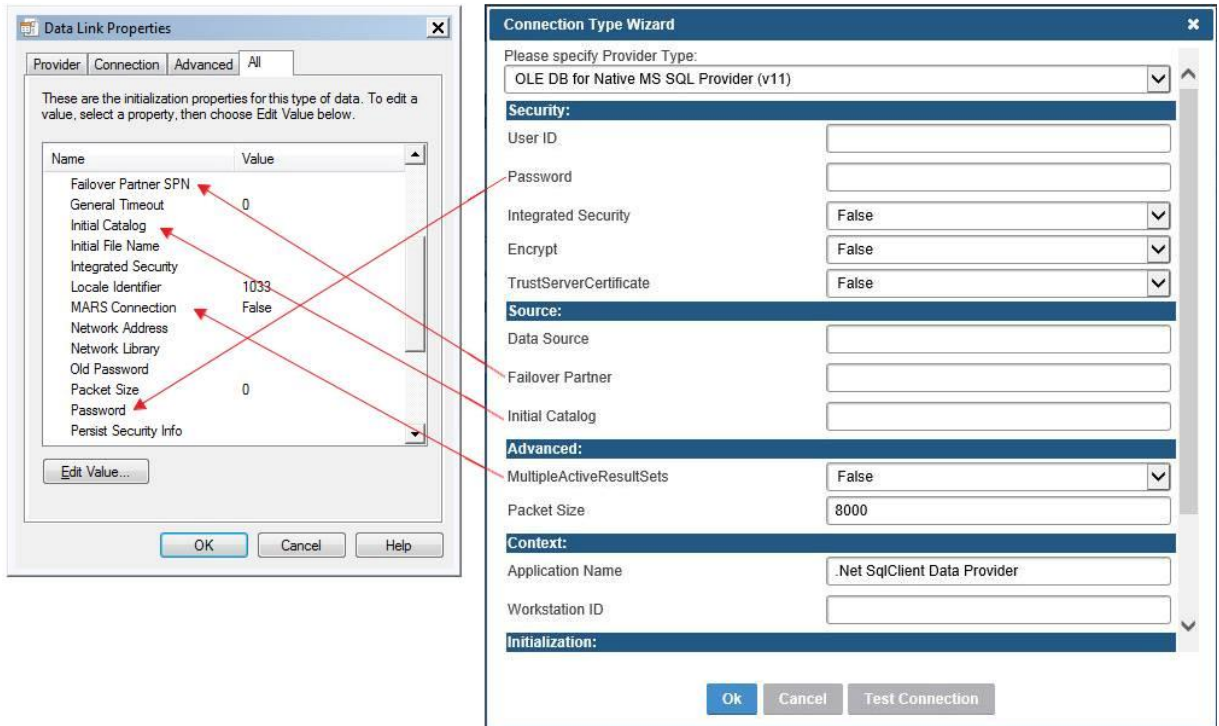 Data Link Properties
Provider Connection Advanced All
These are the initialization properties for this type of data. To edit a
value, select a property, then choose Edit Value below.
Name Value
Failover Partner SPN
General Timeout 0
Initial Catalog
Initial File Name
Integrated Security
Locale Identifier 1033
MARS Connection False
Network Address
Network Library
Old Password
Packet Size 0
Password
Persist Security Info
Edit Value...
OK Cancel Help
Connection Type Wizard
Please specify Provider Type:
OLE DB for Native MS SQL Provider (v11)
Security:
User ID
Password
Integrated Security False
Encrypt False
TrustServerCertificate False
Source:
Data Source
Failover Partner
Initial Catalog
Advanced:
MultipleActiveResultSets False
Packet Size 8000
Context:
Application Name .Net SqlClient Data Provider
Workstation ID
Initialization:
Ok Cancel Test Connection